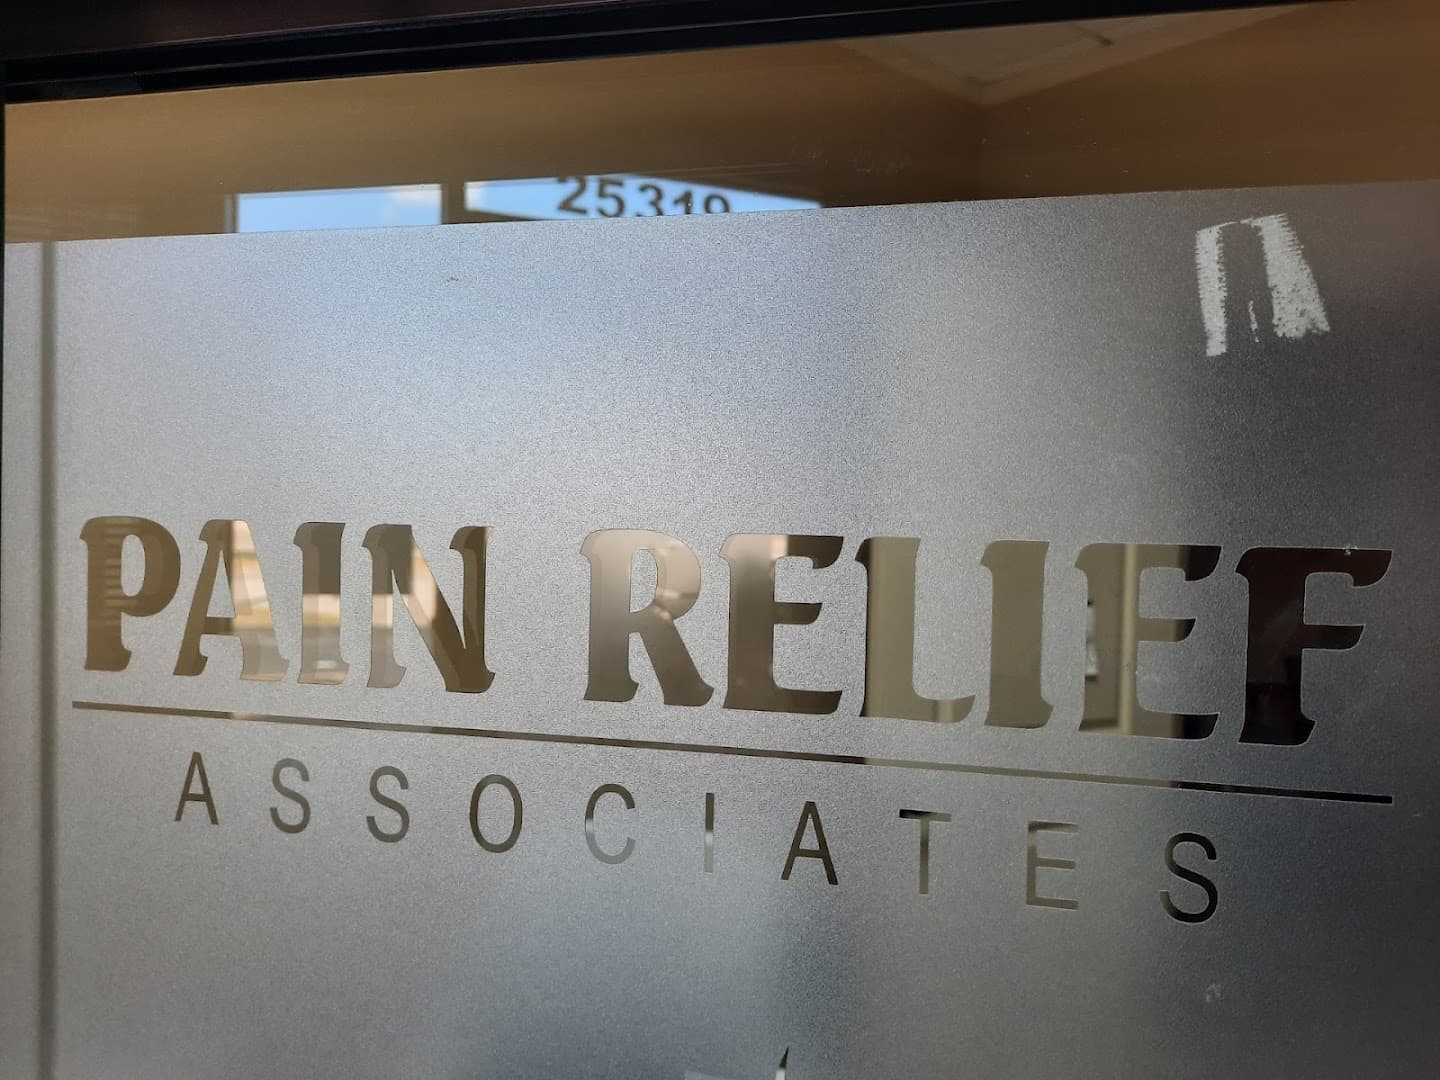 25319
PAIN RELIEF
ASSOCIATES